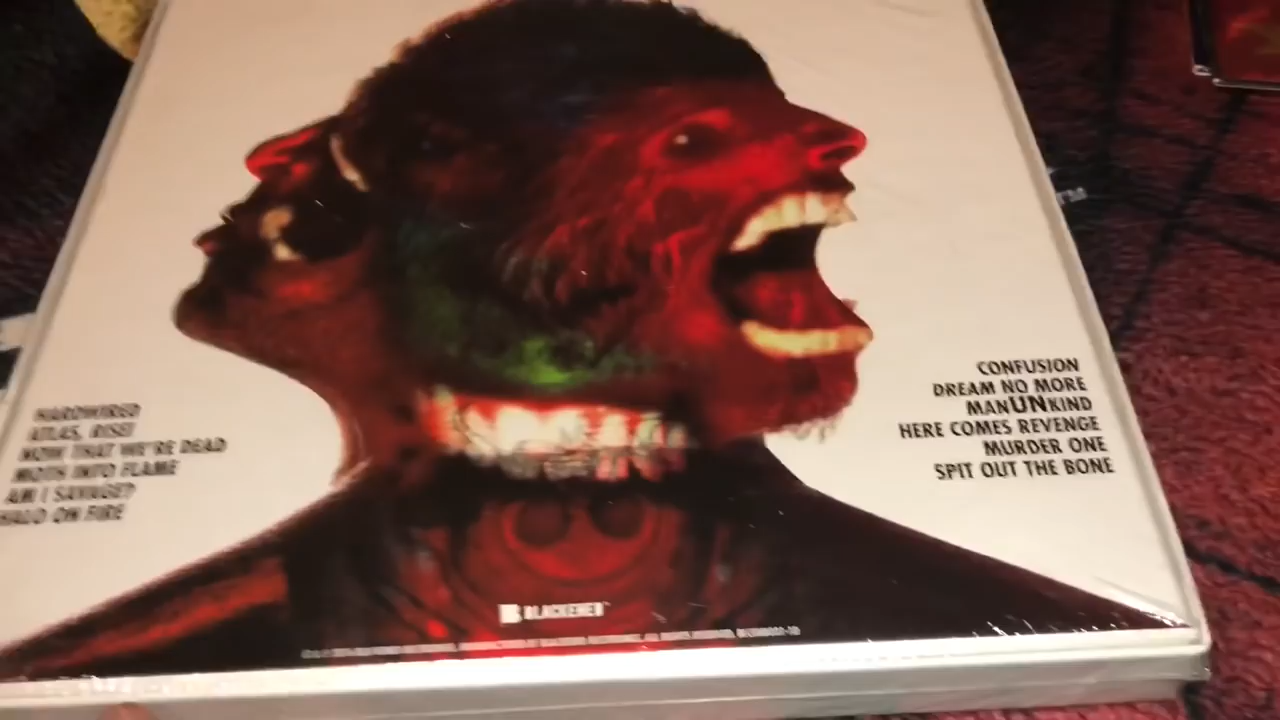 HARDWIRED
ATLAS, RISE!
NOW THAT WE'RE DEAD
MOTH INTO FLAME
AM I SAVAGE?
HALO ON FIRE
CONFUSION
DREAM NO MORE
MANUNKIND
HERE COMES REVENGE
MURDER ONE
SPIT OUT THE BONE
BLACKENED